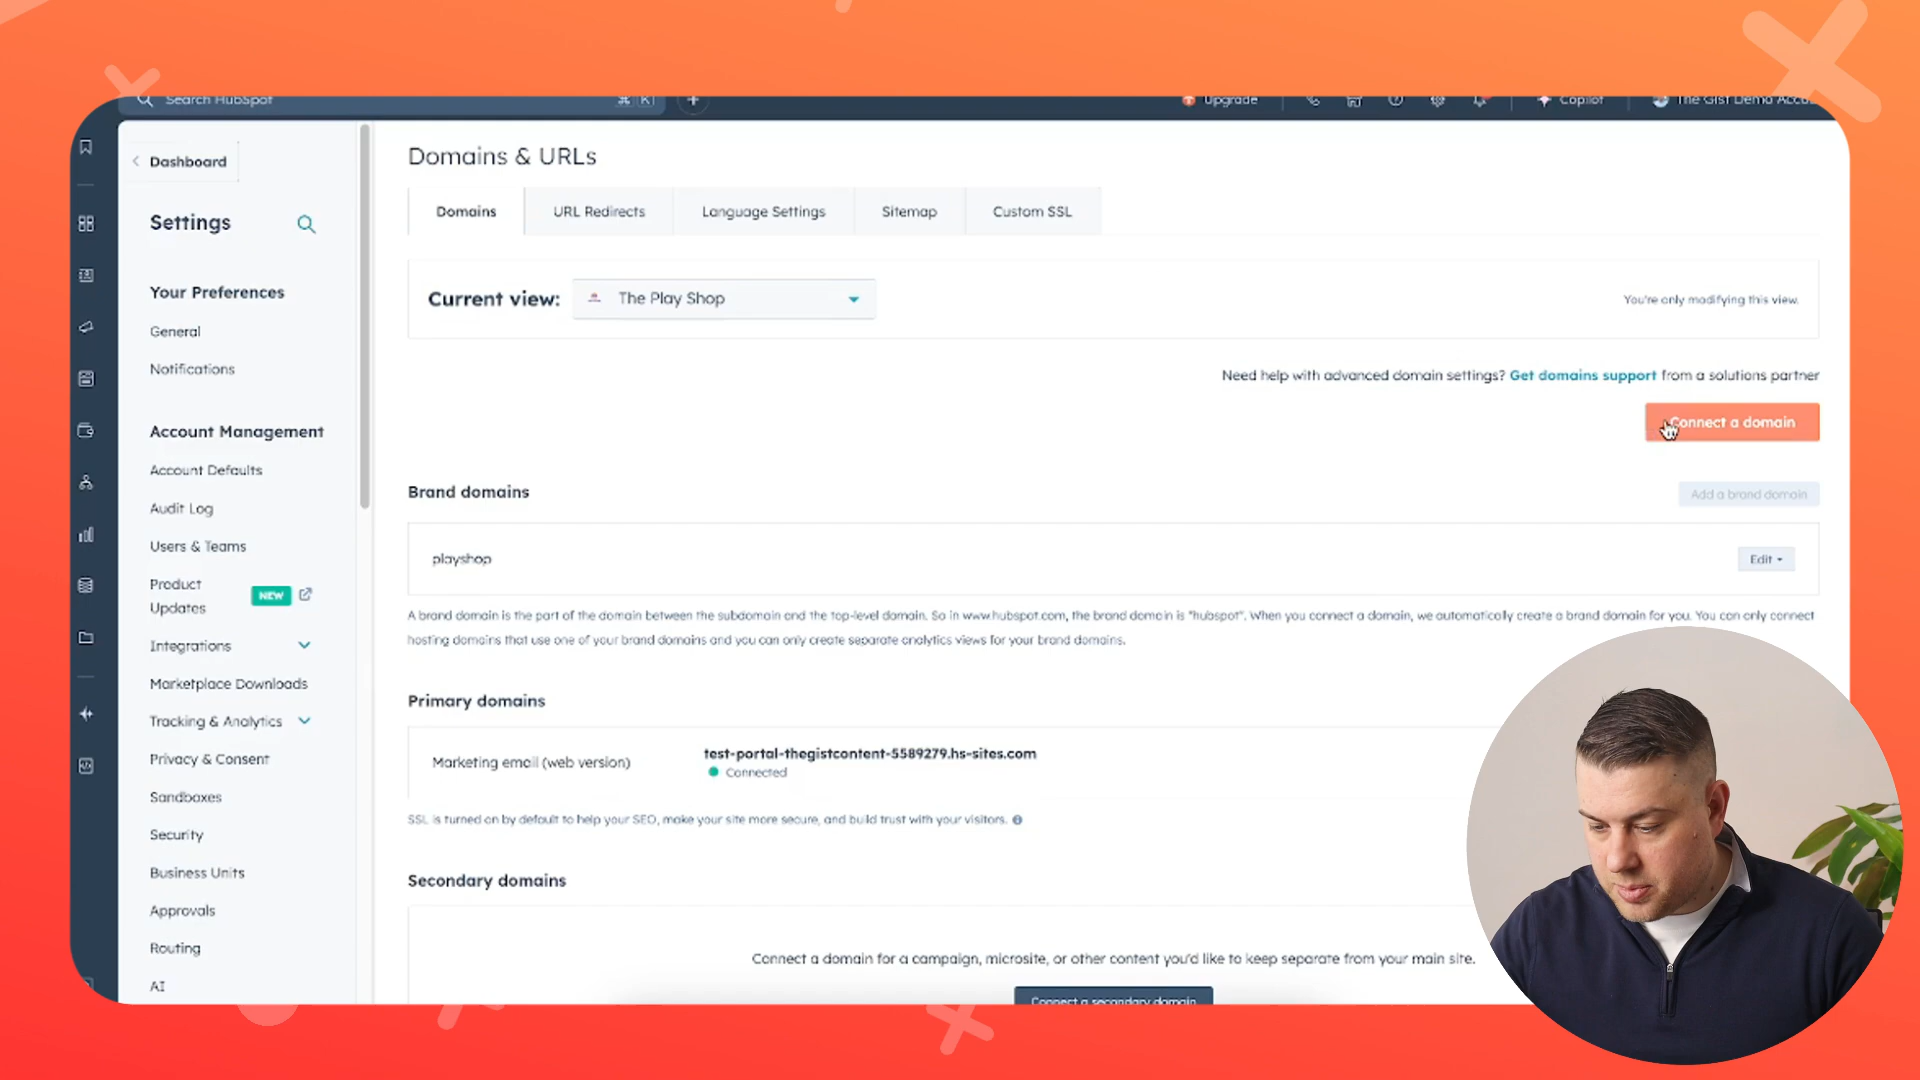 Search HubSpot
⌘ K
Upgrade
Copilot
The Gist Demo Accou
Dashboard
Settings
Your Preferences
General
Notifications
Account Management
Account Defaults
Audit Log
Users & Teams
Product
Updates
NEW
Integrations
Marketplace Downloads
Tracking & Analytics
Privacy & Consent
Sandboxes
Security
Business Units
Approvals
Routing
AI
Domains & URLs
Domains
URL Redirects
Language Settings
Sitemap
Custom SSL
Current view:
The Play Shop
You're only modifying this view.
Need help with advanced domain settings? Get domains support from a solutions partner
Connect a domain
Brand domains
Add a brand domain
playshop
Edit
A brand domain is the part of the domain between the subdomain and the top-level domain. So in www.hubspot.com, the brand domain is "hubspot". When you connect a domain, we automatically create a brand domain for you. You can only connect
hosting domains that use one of your brand domains and you can only create separate analytics views for your brand domains.
Primary domains
Marketing email (web version)
test-portal-thegistcontent-5589279.hs-sites.com
Connected
SSL is turned on by default to help your SEO, make your site more secure, and build trust with your visitors.
Secondary domains
Connect a domain for a campaign, microsite, or other content you'd like to keep separate from your main site.
Connect a secondary domain